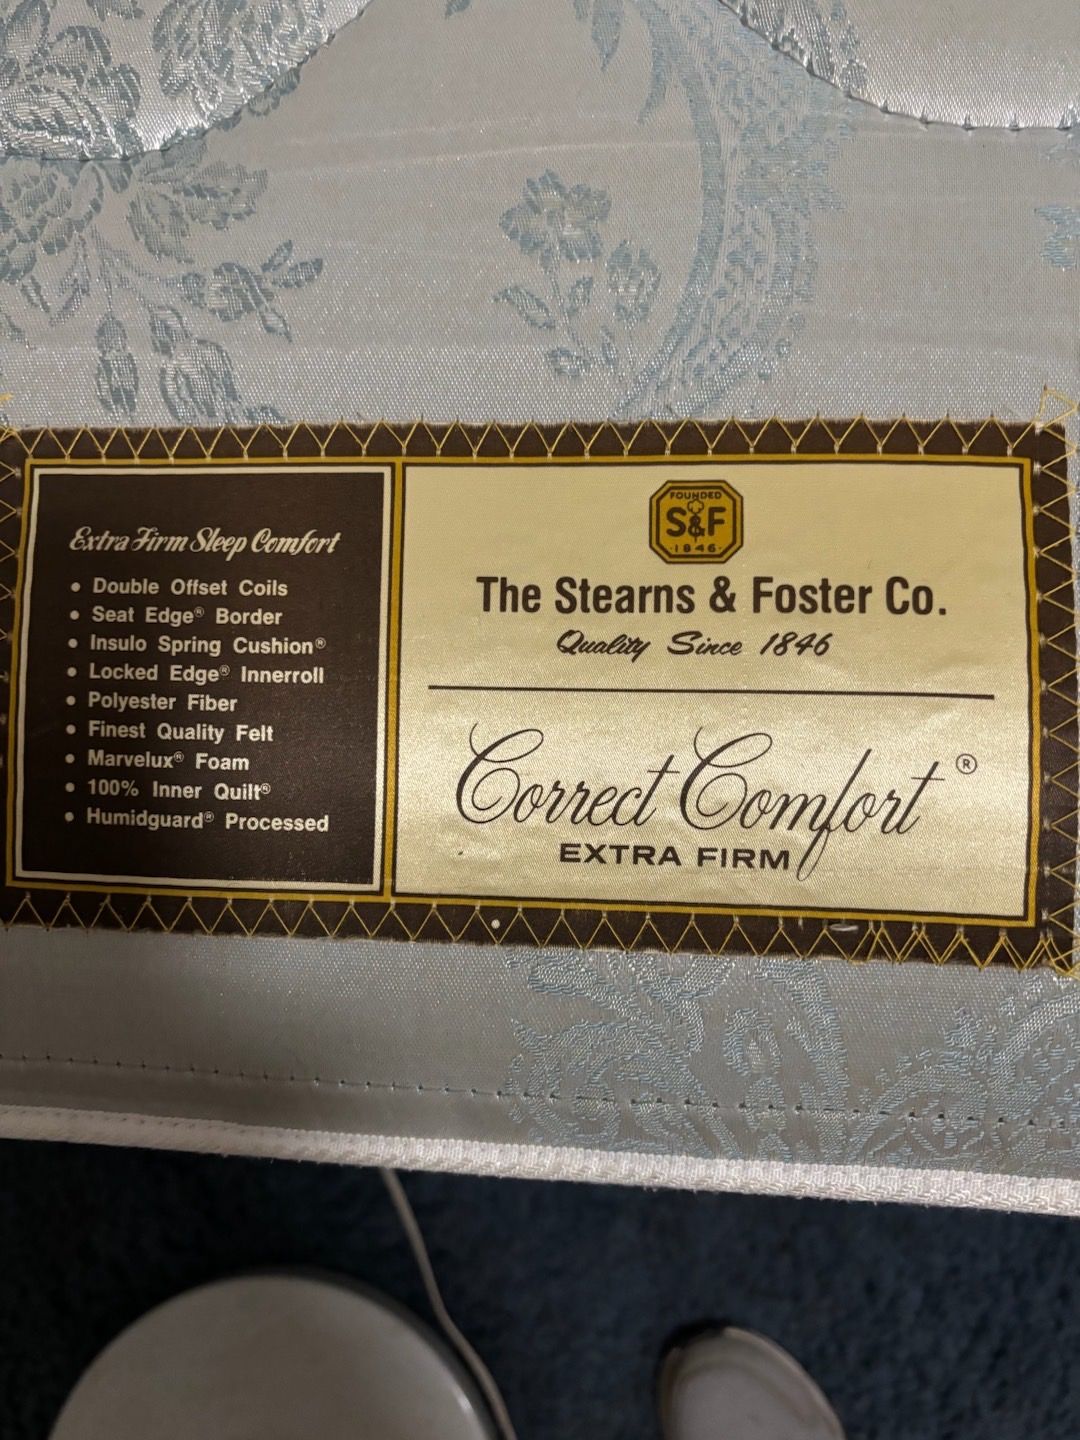 Extra Firm Sleep Comfort
• Double Offset Coils
• Seat Edge® Border
• Insulo Spring Cushion®
• Locked Edge® Innerroll
• Polyester Fiber
• Finest Quality Felt
• Marvelux® Foam
• 100% Inner Quilt®
• Humidguard® Processed
FOUNDED
S&F
·1846·
The Stearns & Foster Co.
Quality Since 1846
Correct Comfort®
EXTRA FIRM